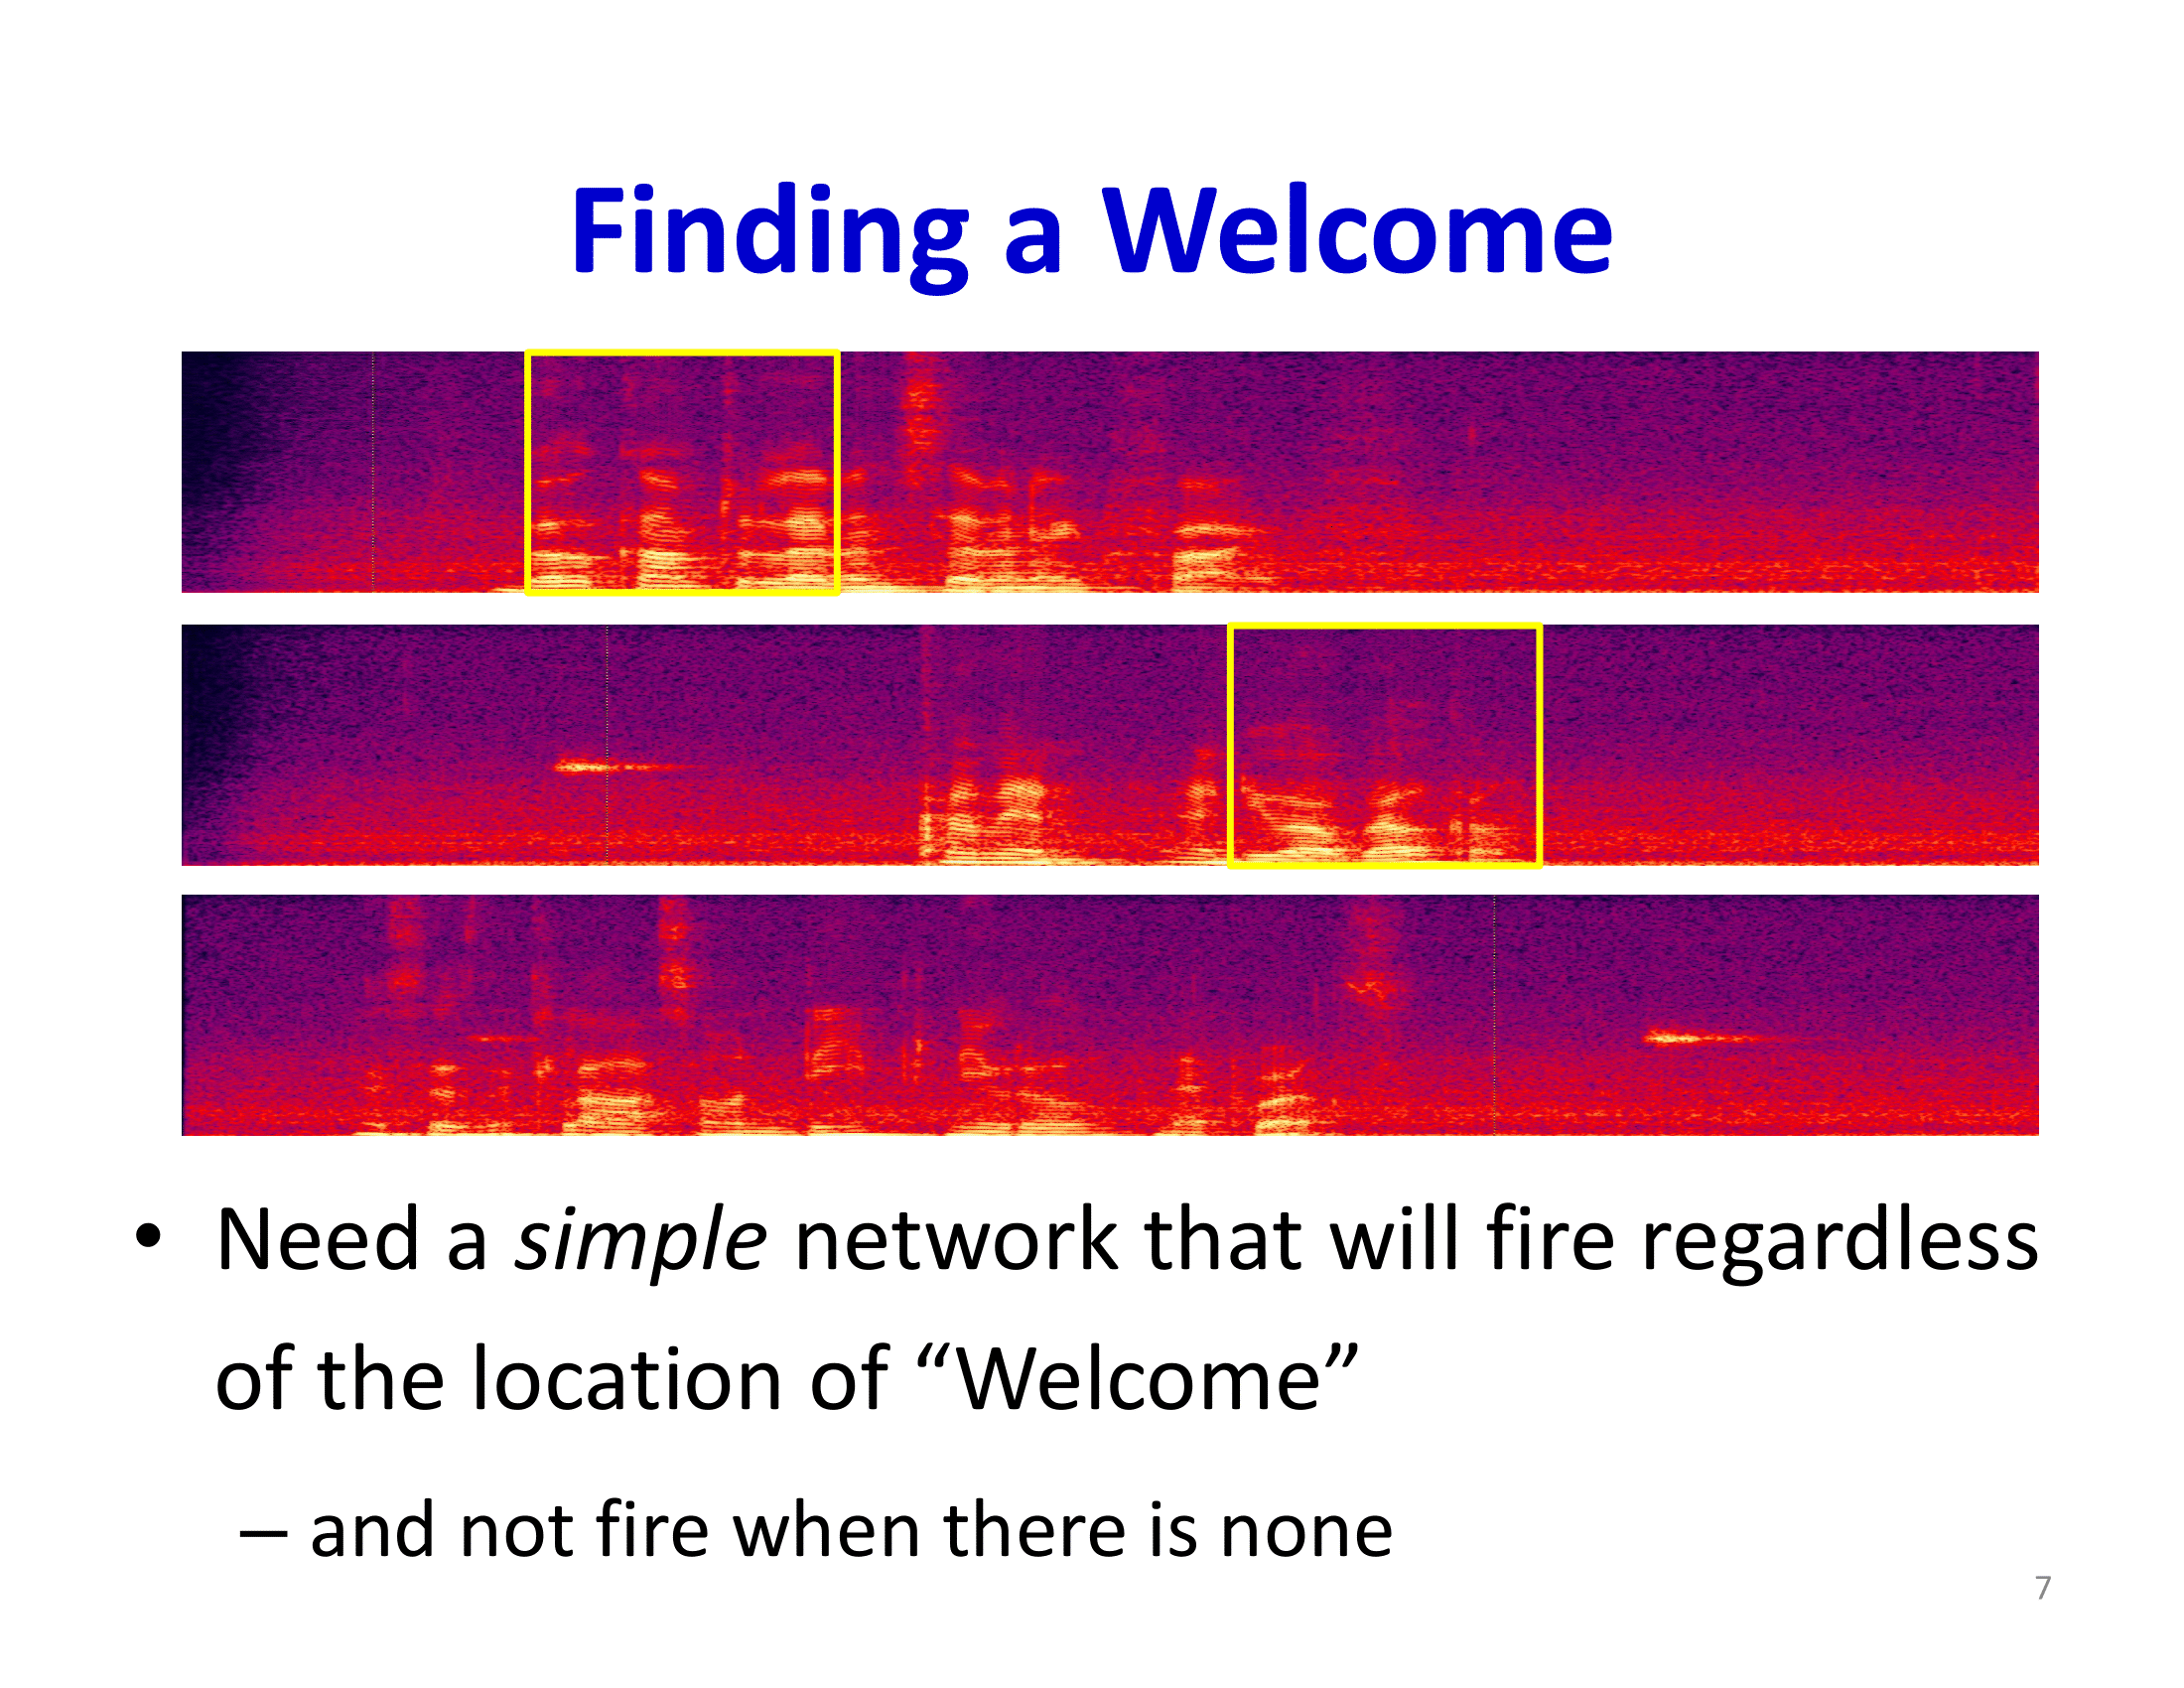 Finding a Welcome
• Need a simple network that will fire regardless
of the location of “Welcome”
– and not fire when there is none
7